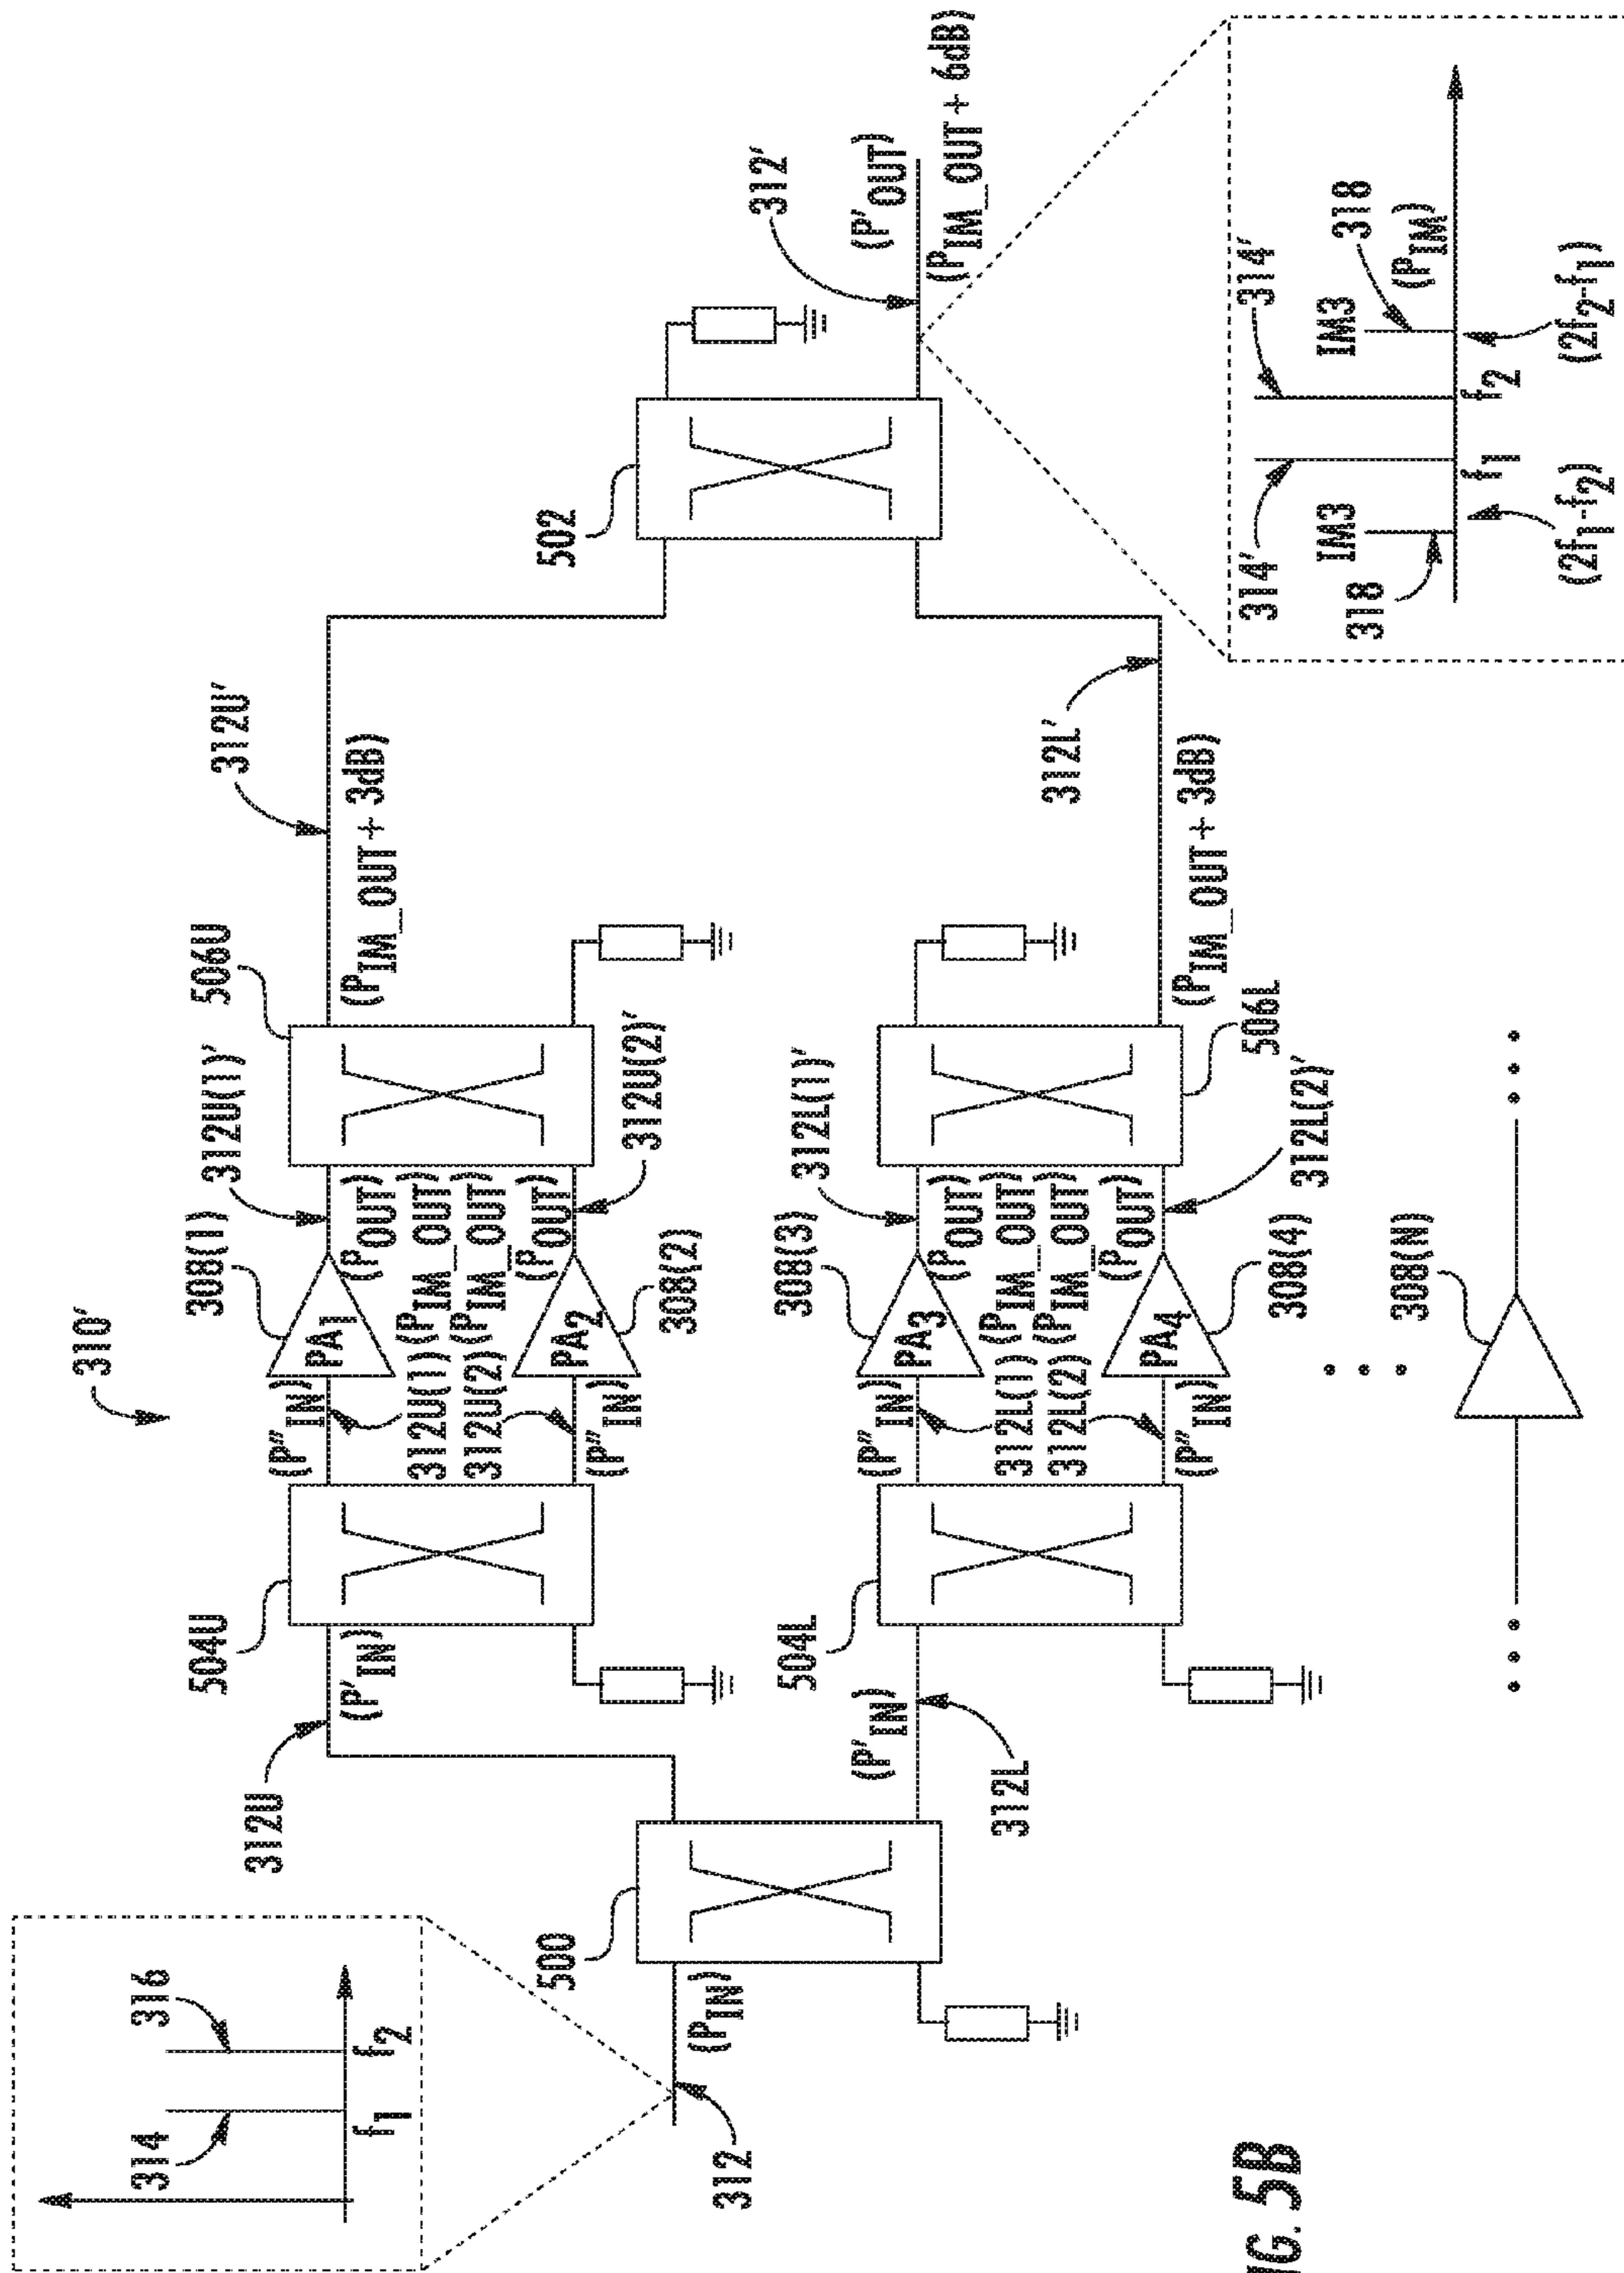 310'
314
316
f1
f2
312
(PIN)
500
312U
(P'IN)
(P'IN)
312L
504U
504L
(P"IN)
312U(1)
312U(2)
(P"IN)
308(1)
PA1
PA2
308(2)
(P"IN)
312L(1)
312L(2)
(P"IN)
308(3)
PA3
PA4
308(4)
308(N)
312U(1)'
(POUT)
(PIM_OUT)
(PIM_OUT)
(POUT)
312U(2)'
312L(1)'
(POUT)
(PIM_OUT)
(PIM_OUT)
(POUT)
312L(2)'
506U
506L
312U'
(PIM_OUT + 3dB)
312L'
(PIM_OUT + 3dB)
502
312'
(P'OUT)
(PIM_OUT + 6dB)
314'
314'
IM3
IM3
318
318
(PIM)
f1
f2
(2f1-f2)
(2f2-f1)
IG. 5B